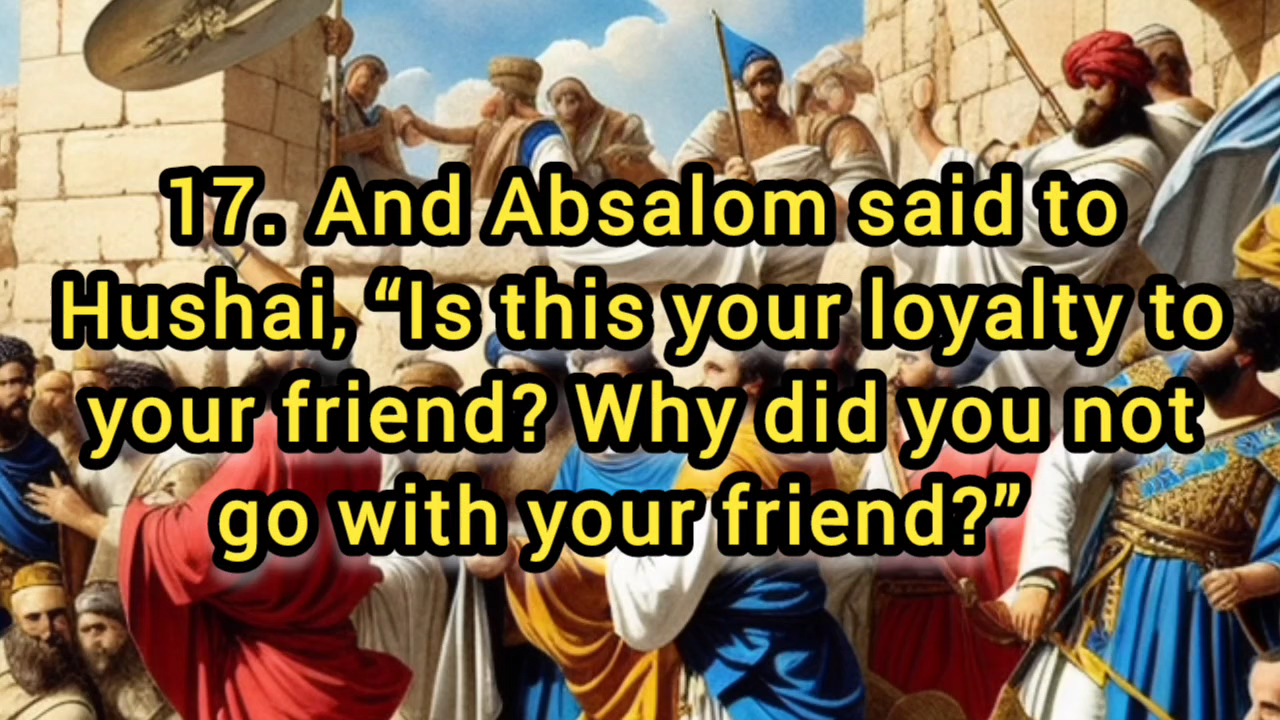 17. And Absalom said to
Hushai, “Is this your loyalty to
your friend? Why did you not
go with your friend?”